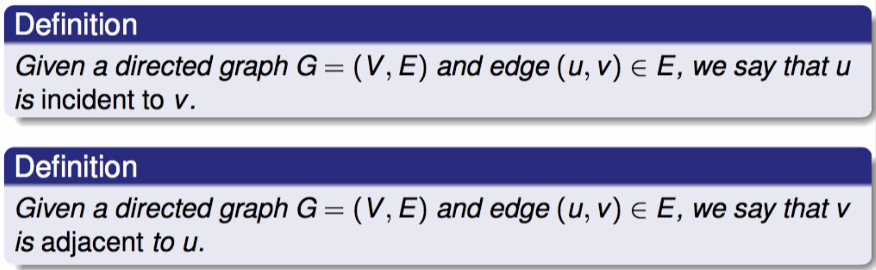 Definition
Given a directed graph G = (V, E) and edge (u, v) ∈ E, we say that u
is incident to v.
Definition
Given a directed graph G = (V, E) and edge (u, v) ∈ E, we say that v
is adjacent to u.